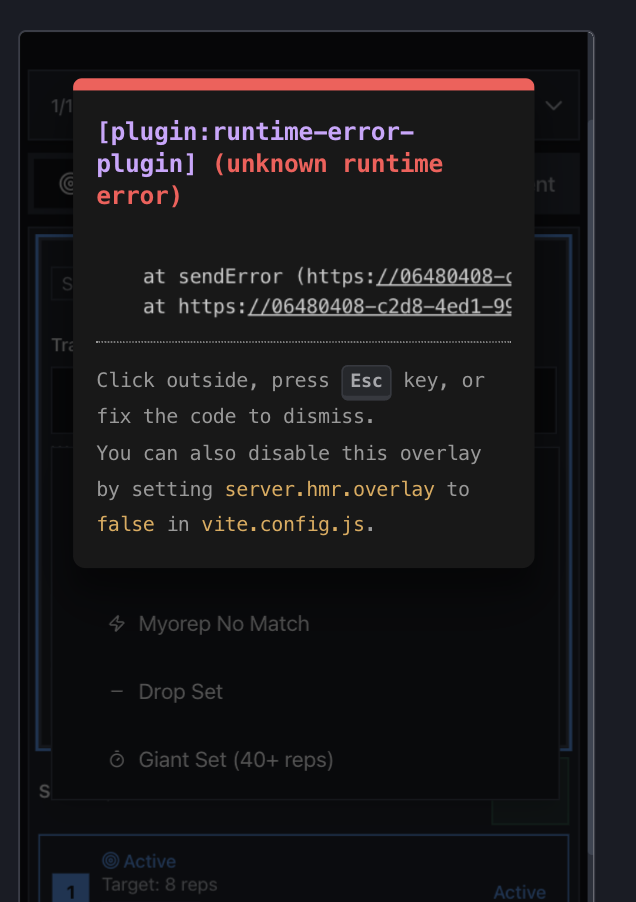 1/1
[plugin:runtime-error-
plugin] (unknown runtime
error)
nt
S
at sendError (https://06480408-c
at https://06480408-c2d8-4ed1-99
Tra
Click outside, press Esc key, or
fix the code to dismiss.
You can also disable this overlay
by setting server.hmr.overlay to
false in vite.config.js.
Myorep No Match
Drop Set
Giant Set (40+ reps)
S
Active
Target: 8 reps
1
Active